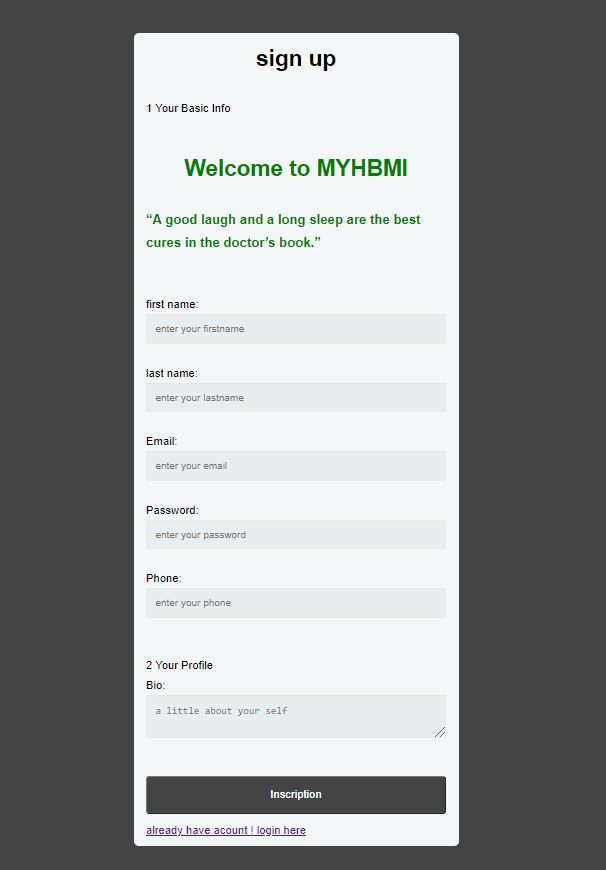 sign up
1 Your Basic Info
Welcome to MYHBMI
“A good laugh and a long sleep are the best
cures in the doctor’s book.”
first name:
enter your firstname
last name:
enter your lastname
Email:
enter your email
Password:
enter your password
Phone:
enter your phone
2 Your Profile
Bio:
a little about your self
Inscription
already have acount ! login here